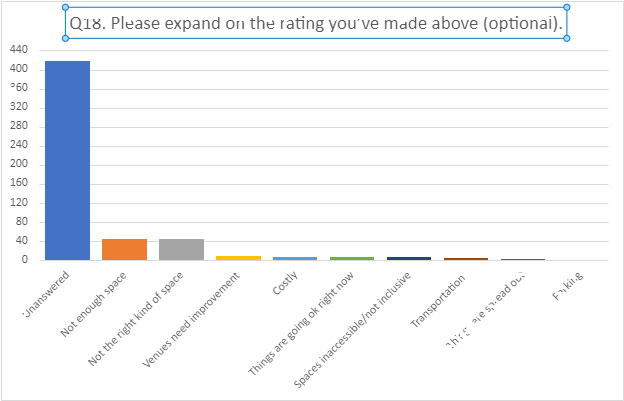 Q18. Please expand on the rating you've made above (optional).
440
400
360
320
280
240
200
160
120
80
40
0
Unanswered
Not enough space
Not the right kind of space
Venues need improvement
Costly
Things are going ok right now
Spaces inaccessible/not inclusive
Transportation